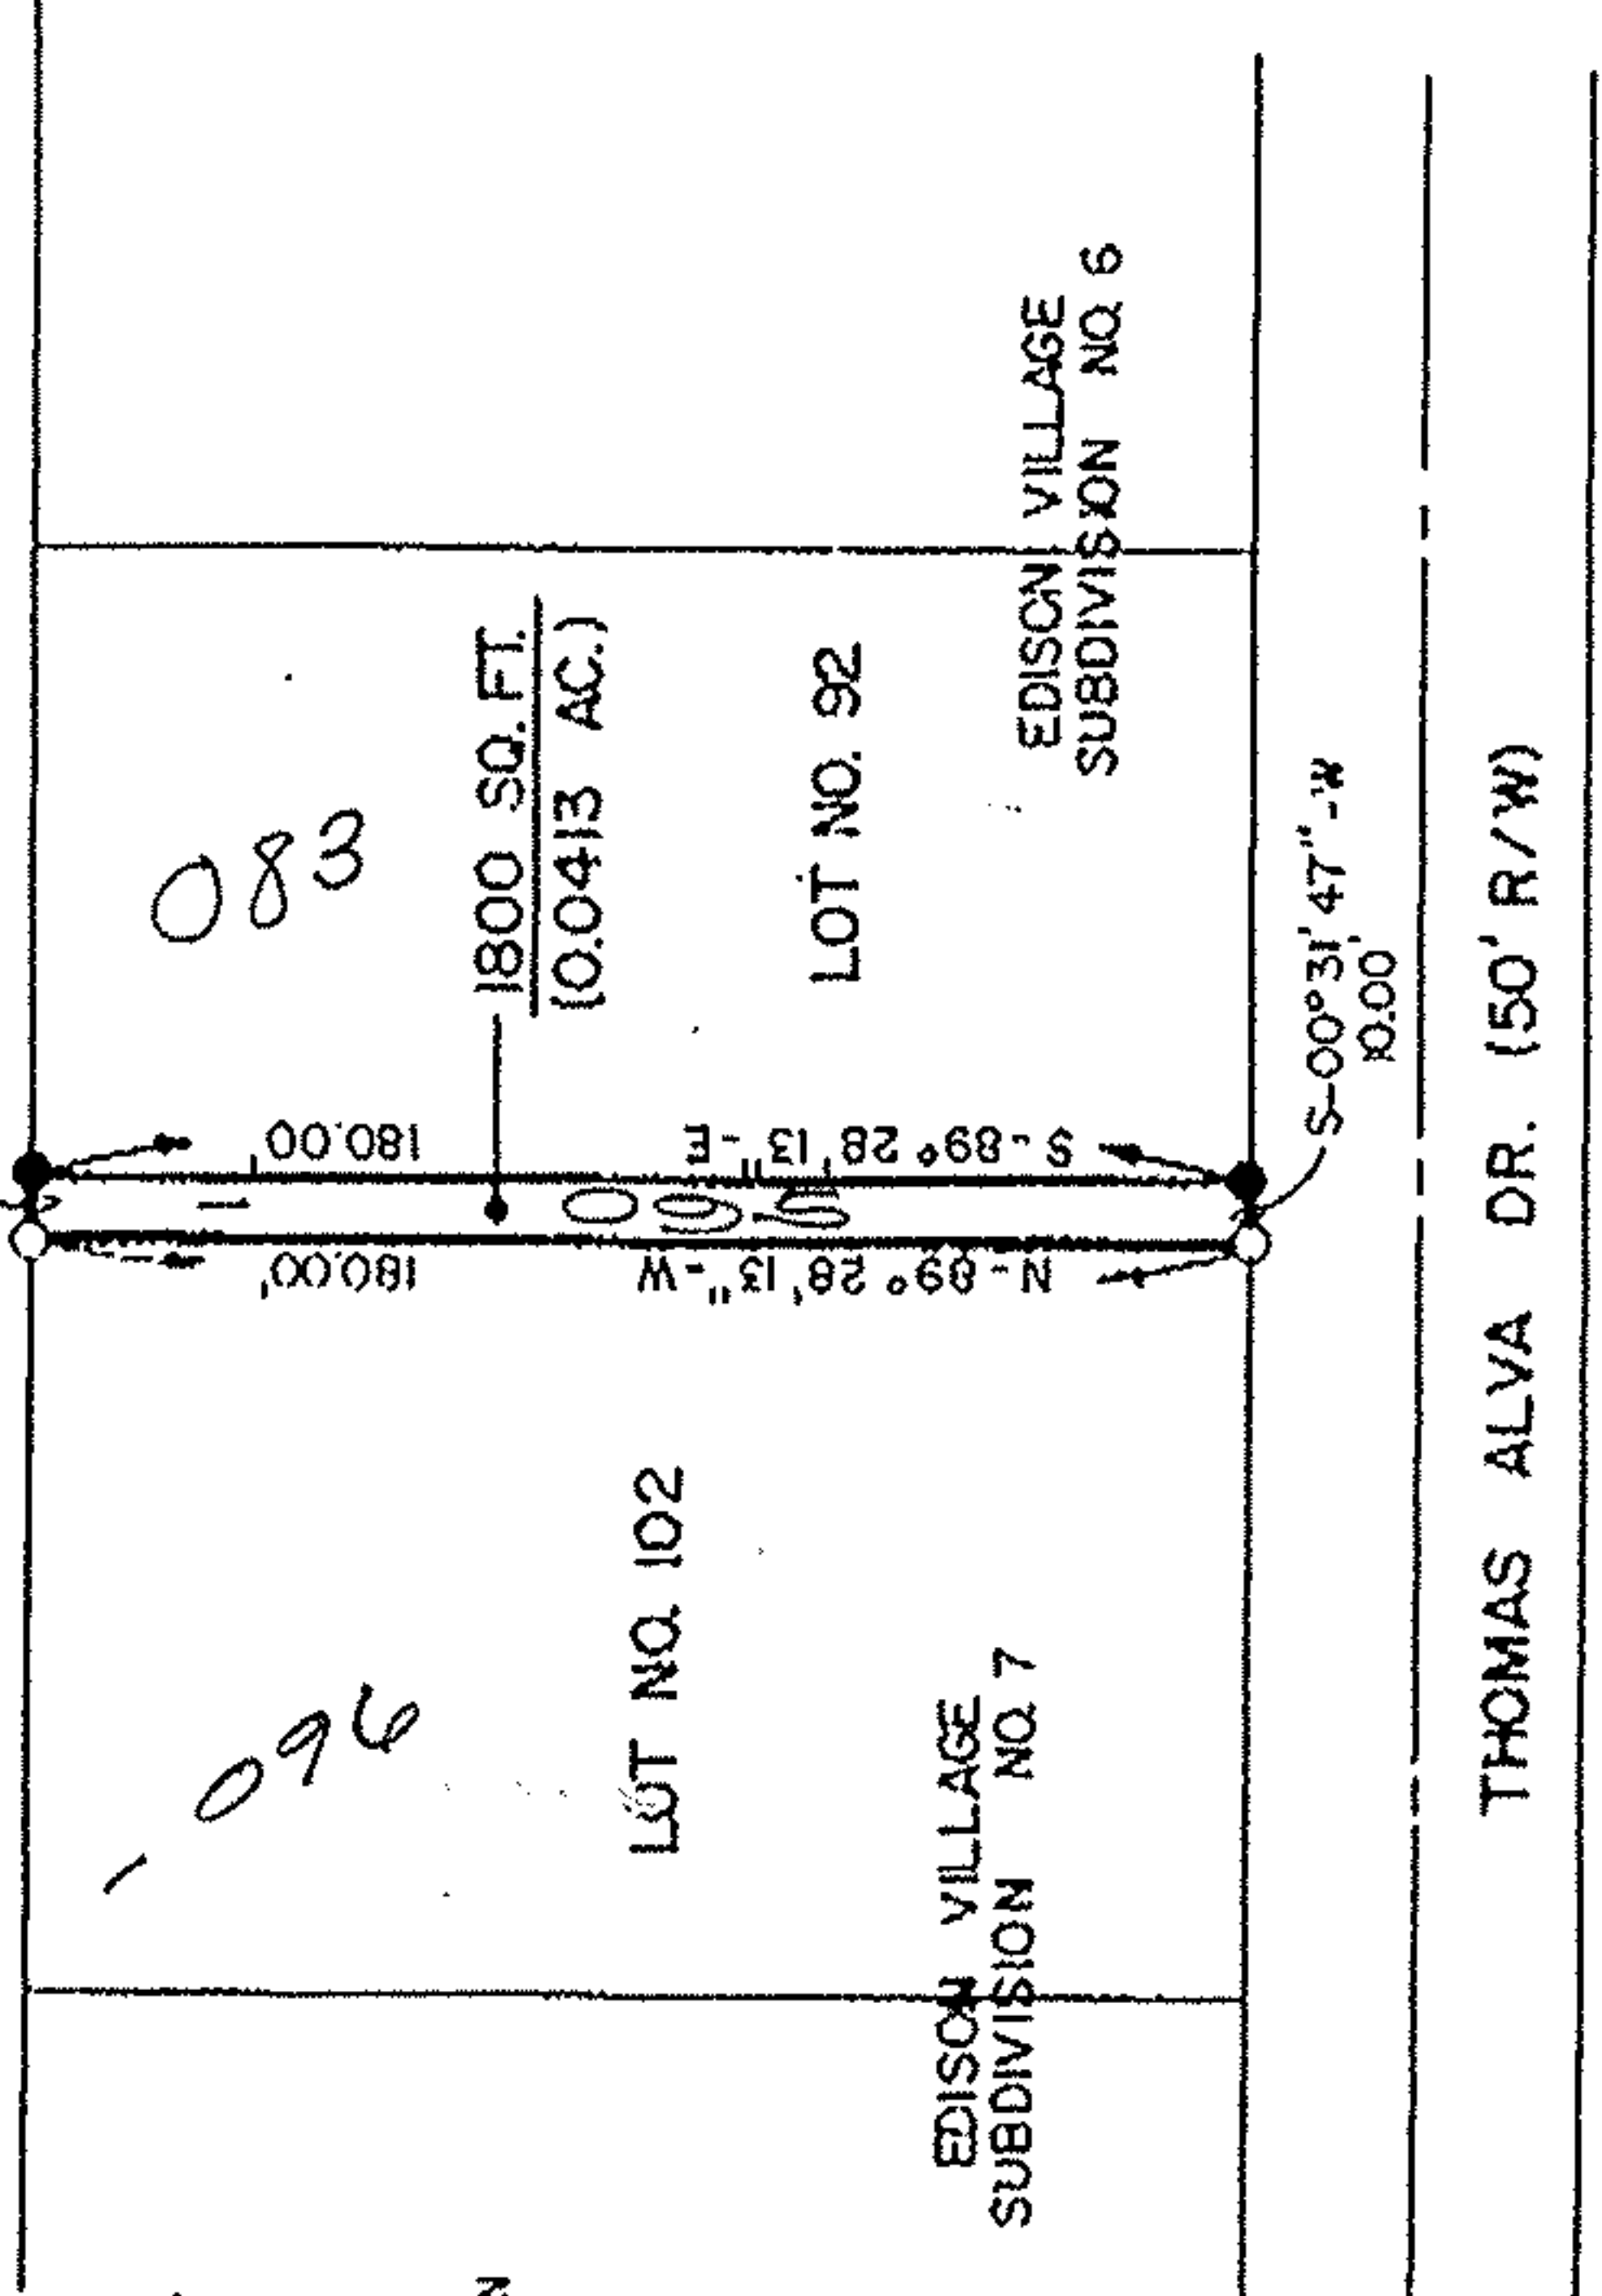 083
1800 SQ. FT.
(0.0413 AC.)
LOT NO. 92
EDISON VILLAGE
SUBDIVISION NO. 6
180.00'
S-89° 28' 13"-E
- 095
180.00'
N-89° 28' 13"-W
S-00° 31' 47"-W
10.00'
- 096
LOT NO. 102
EDISON VILLAGE
SUBDIVISION NO. 7
THOMAS ALVA DR. (50' R/W)